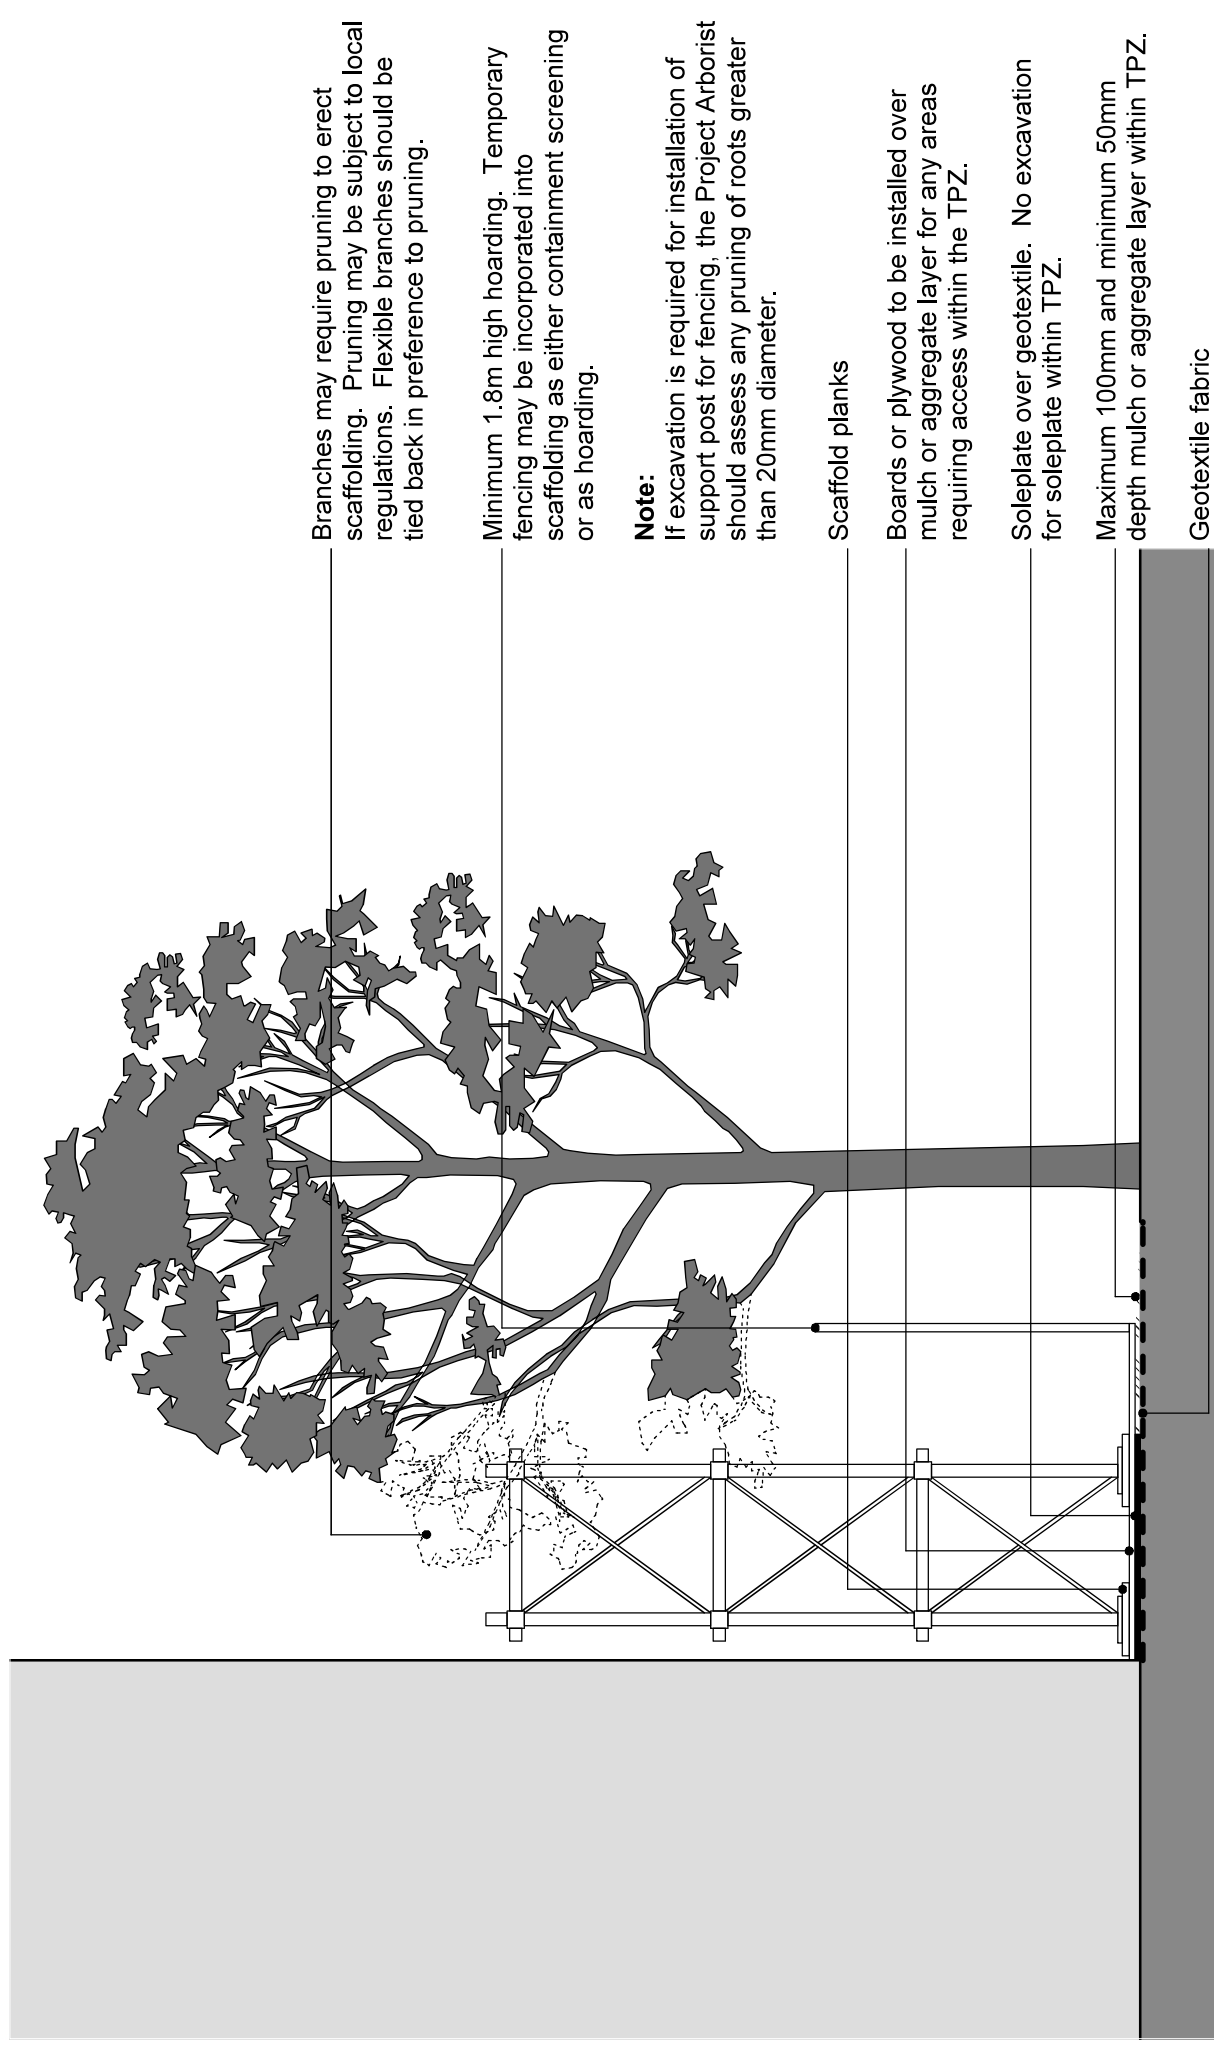 Branches may require pruning to erect
scaffolding.  Pruning may be subject to local
regulations.  Flexible branches should be
tied back in preference to pruning.
Minimum 1.8m high hoarding.  Temporary
fencing may be incorporated into
scaffolding as either containment screening
or as hoarding.
Note:
If excavation is required for installation of
support post for fencing, the Project Arborist
should assess any pruning of roots greater
than 20mm diameter.
Scaffold planks
Boards or plywood to be installed over
mulch or aggregate layer for any areas
requiring access within the TPZ.
Soleplate over geotextile.  No excavation
for soleplate within TPZ.
Maximum 100mm and minimum 50mm
depth mulch or aggregate layer within TPZ.
Geotextile fabric